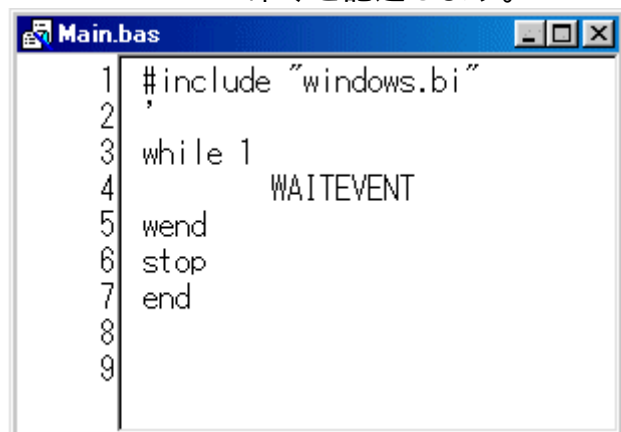 Main.bas
1 #include "windows.bi"
2 '
3 while 1
4 WAITEVENT
5 wend
6 stop
7 end
8
9